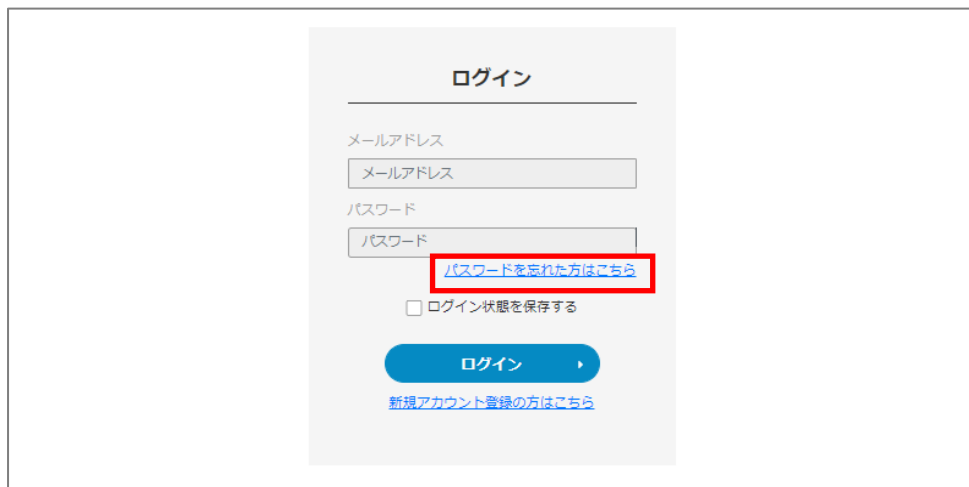 ログイン
メールアドレス
メールアドレス
パスワード
パスワード
パスワードを忘れた方はこちら
ログイン状態を保存する
ログイン
新規アカウント登録の方はこちら